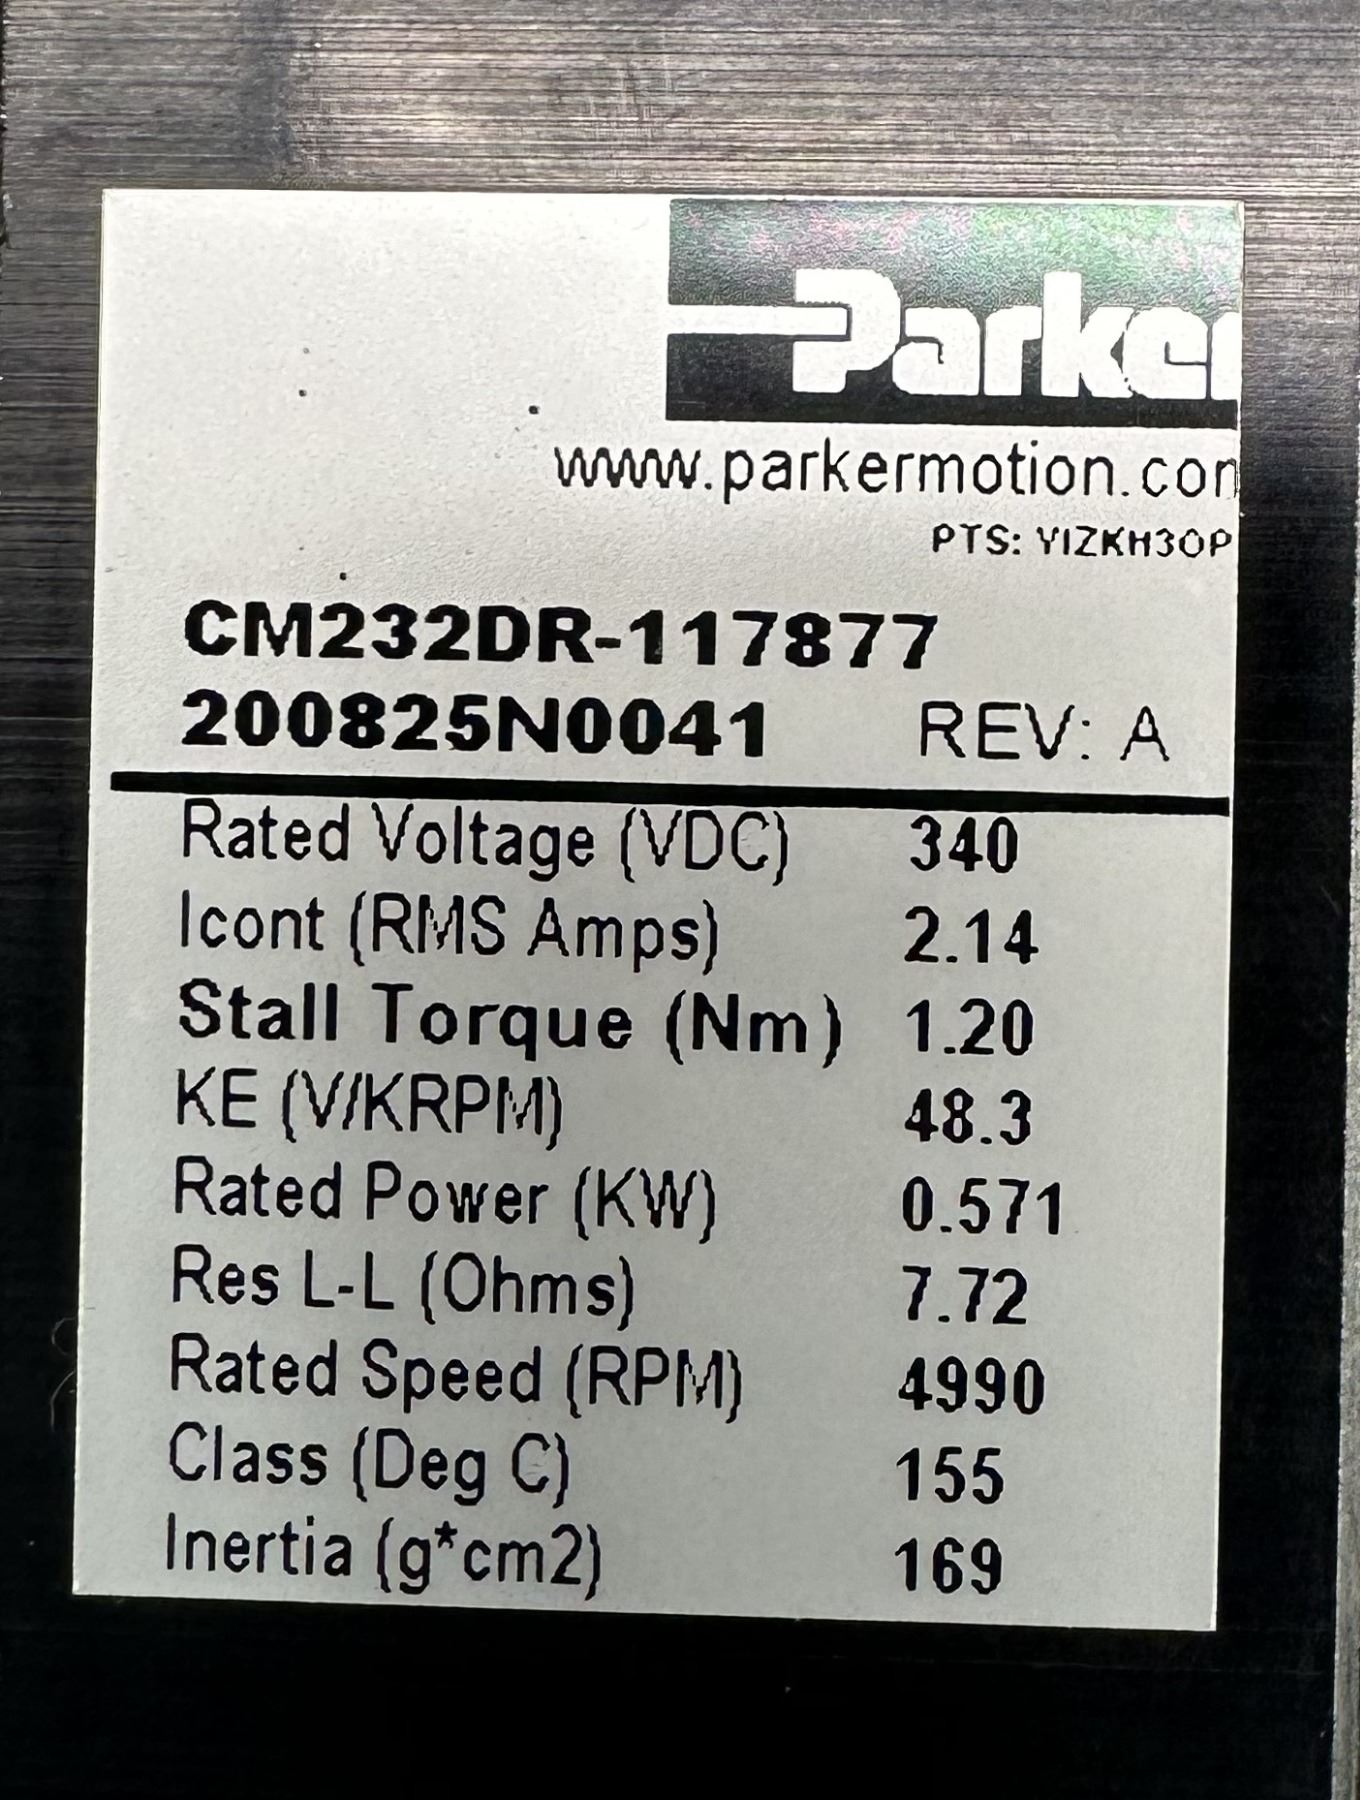 Parker
www.parkermotion.com
PTS: YIZKH3OP
CM232DR-117877
200825N0041 REV: A
Rated Voltage (VDC) 340
Icont (RMS Amps) 2.14
Stall Torque (Nm) 1.20
KE (V/KRPM) 48.3
Rated Power (KW) 0.571
Res L-L (Ohms) 7.72
Rated Speed (RPM) 4990
Class (Deg C) 155
Inertia (g*cm2) 169